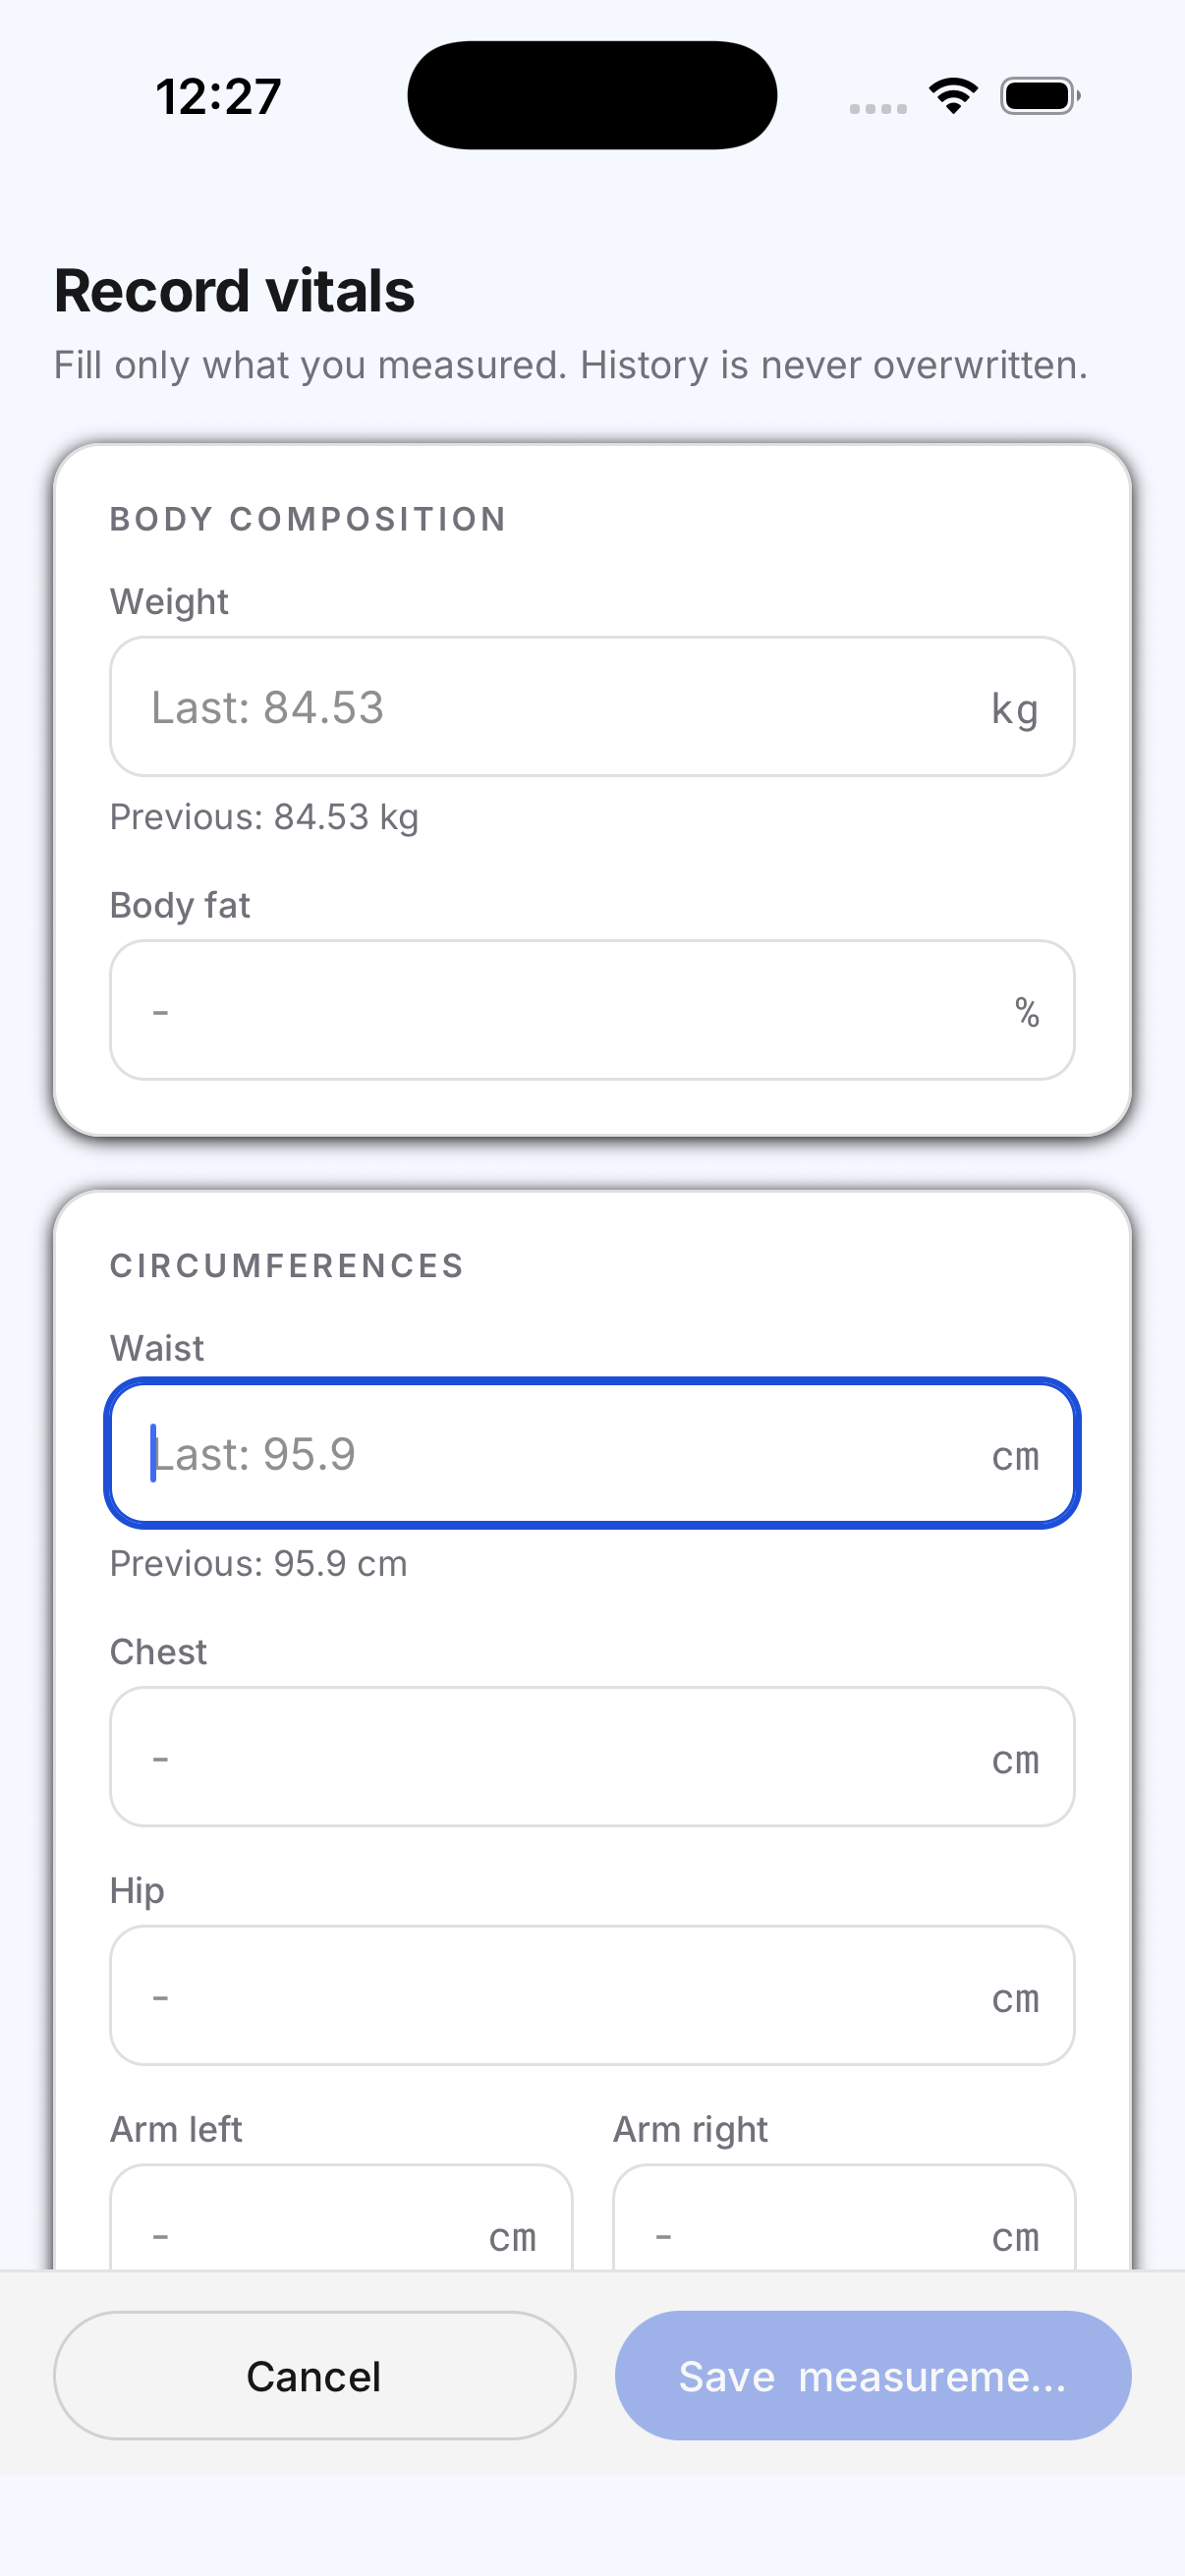 12:27
Record vitals
Fill only what you measured. History is never overwritten.
BODY COMPOSITION
Weight
Last: 84.53 kg
Previous: 84.53 kg
Body fat
- %
CIRCUMFERENCES
Waist
Last: 95.9 cm
Previous: 95.9 cm
Chest
- cm
Hip
- cm
Arm left Arm right
- cm - cm
Cancel Save measureme...